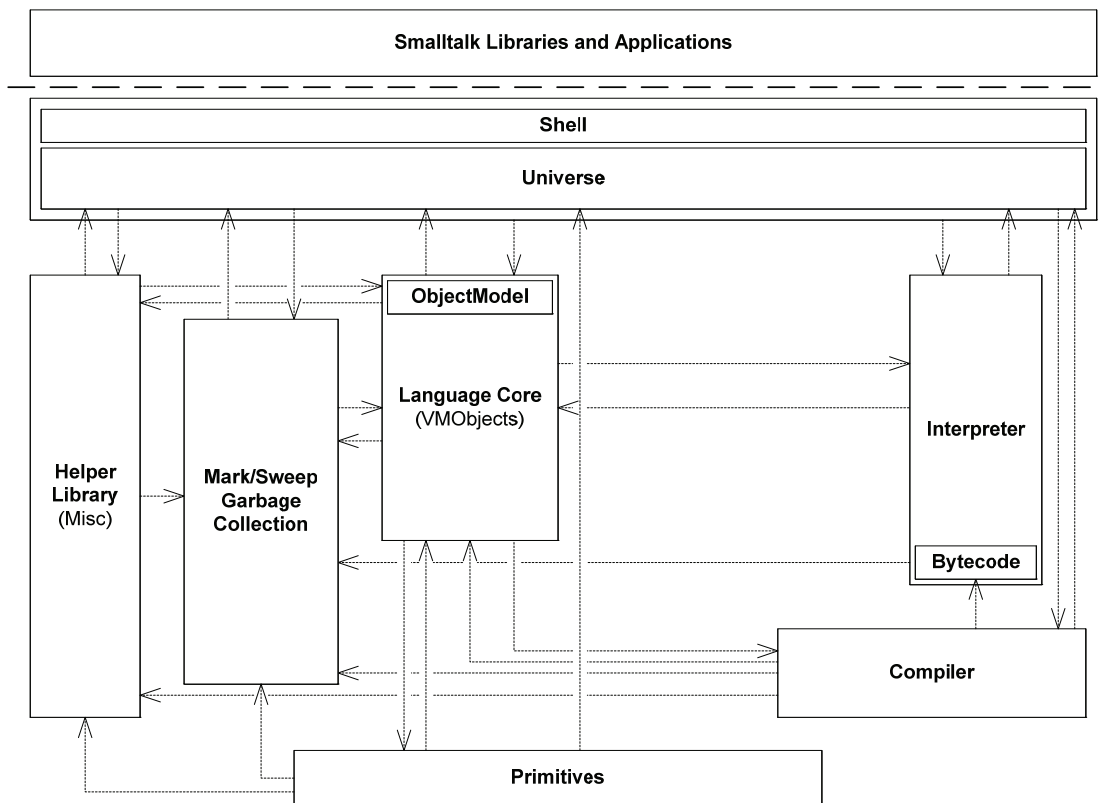 Smalltalk Libraries and Applications
Shell
Universe
ObjectModel
Language Core
(VMObjects)
Interpreter
Helper
Library
(Misc)
Mark/Sweep
Garbage
Collection
Bytecode
Compiler
Primitives